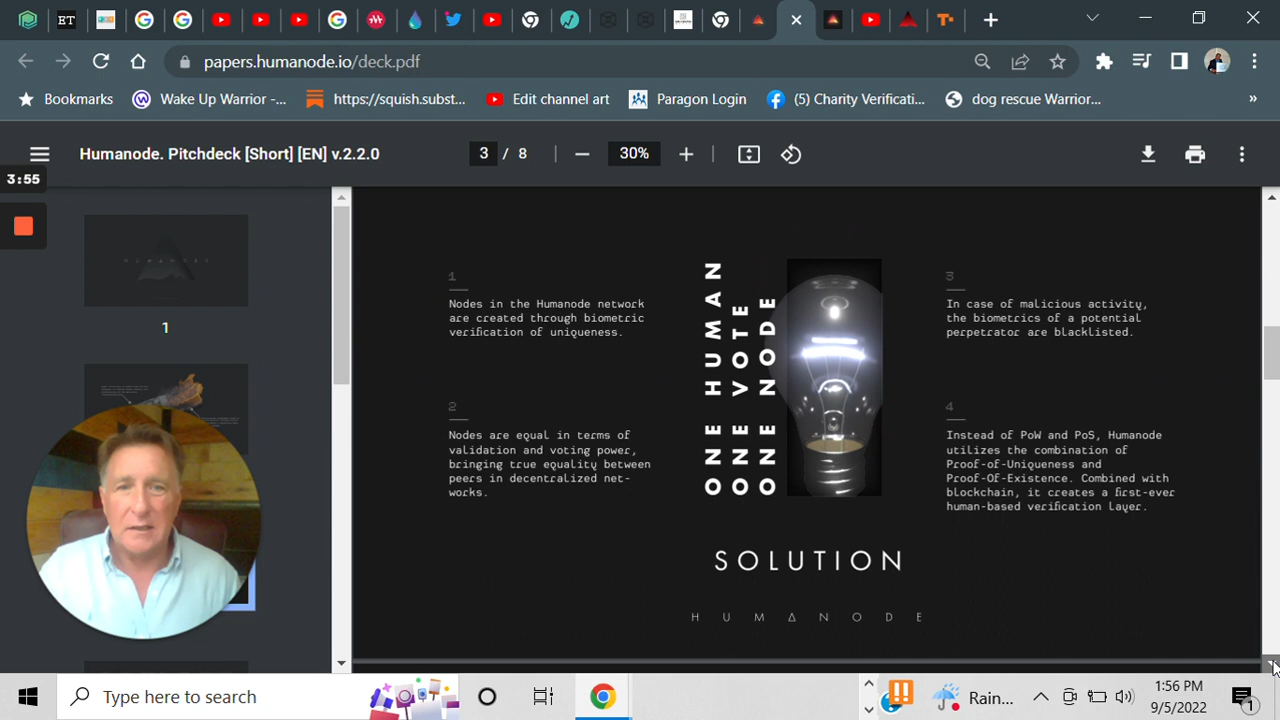 ET
papers.humanode.io/deck.pdf
Bookmarks
Wake Up Warrior -...
https://squish.subst...
Edit channel art
Paragon Login
(5) Charity Verificati...
dog rescue Warrior...
»
Humanode. Pitchdeck [Short] [EN] v.2.2.0
3 / 8
30%
3:55
HUMANODE
1
1
Nodes in the Humanode network
are created through biometric
verification of uniqueness.
2
Nodes are equal in terms of
validation and voting power,
bringing true equality between
peers in decentralized net-
works.
ONE HUMAN
ONE VOTE
ONE NODE
3
In case of malicious activity,
the biometrics of a potential
perpetrator are blacklisted.
4
Instead of PoW and PoS, Humanode
utilizes the combination of
Proof-of-Uniqueness and
Proof-Of-Existence. Combined with
blockchain, it creates a first-ever
human-based verification layer.
SOLUTION
HUMANODE
Type here to search
Rain...
1:56 PM
9/5/2022
1